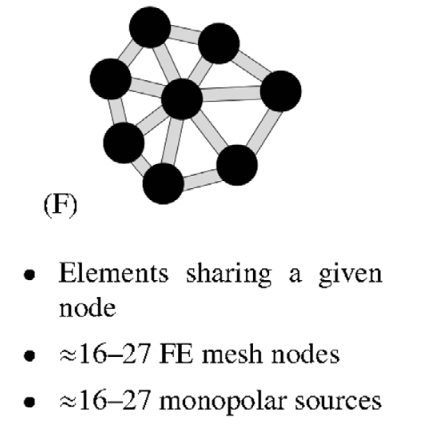 (F)
• Elements sharing a given
node
• ≈16–27 FE mesh nodes
• ≈16–27 monopolar sources